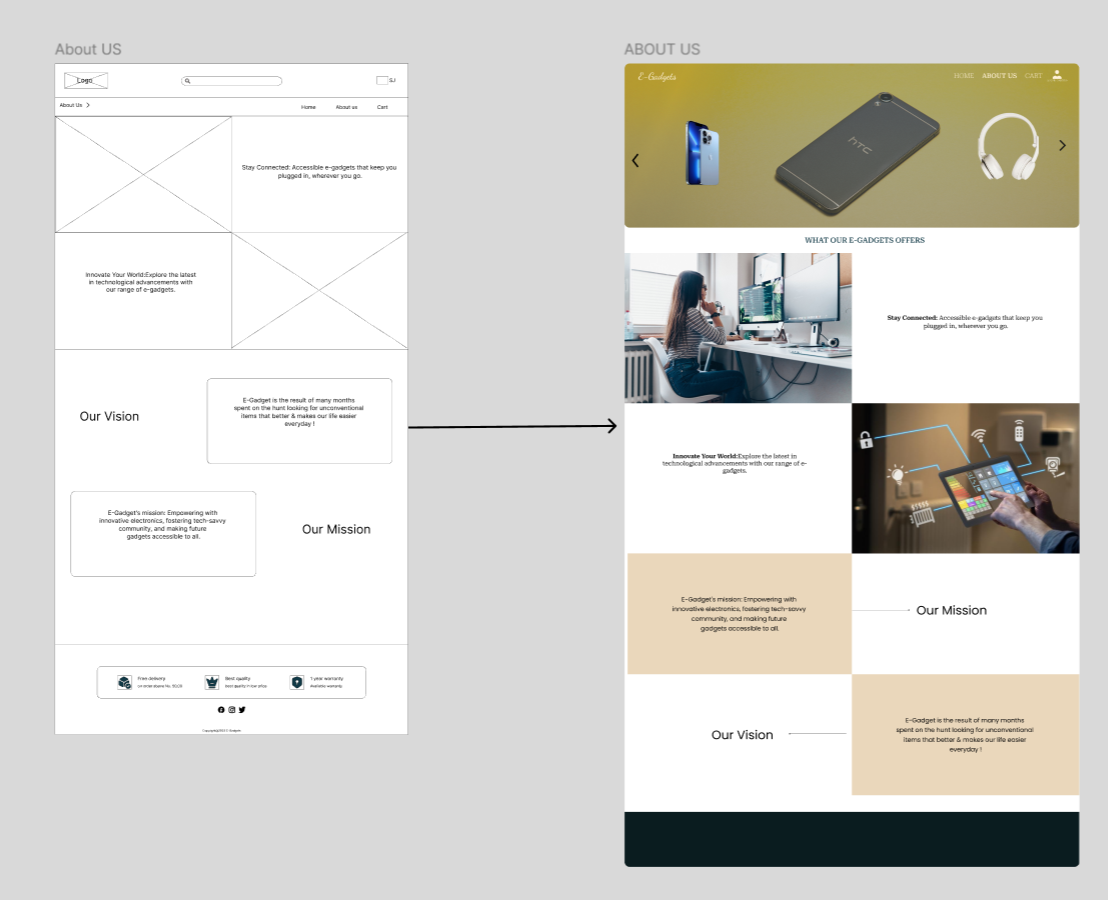 About US
Logo
About Us
Home About us Cart
Stay Connected: Accessible e-gadgets that keep you
plugged in, wherever you go.
Innovate Your World:Explore the latest
in technological advancements with
our range of e-gadgets.
Our Vision
E-Gadget is the result of many months
spent on the hunt looking for unconventional
items that better & makes our life easier
everyday !
E-Gadget's mission: Empowering with
innovative electronics, fostering tech-savvy
community, and making future
gadgets accessible to all.
Our Mission
Free delivery
Best quality
best quality in low price
1 year warranty
Available warranty
ABOUT US
E-Gadgets
HOME ABOUT US CART
htc
WHAT OUR E-GADGETS OFFERS
Stay Connected: Accessible e-gadgets that keep you
plugged in, wherever you go.
Innovate Your World:Explore the latest in
technological advancements with our range of e-
gadgets.
E-Gadget's mission: Empowering with
innovative electronics, fostering tech-savvy
community, and making future
gadgets accessible to all.
Our Mission
Our Vision
E-Gadget is the result of many months
spent on the hunt looking for unconventional
items that better & makes our life easier
everyday !